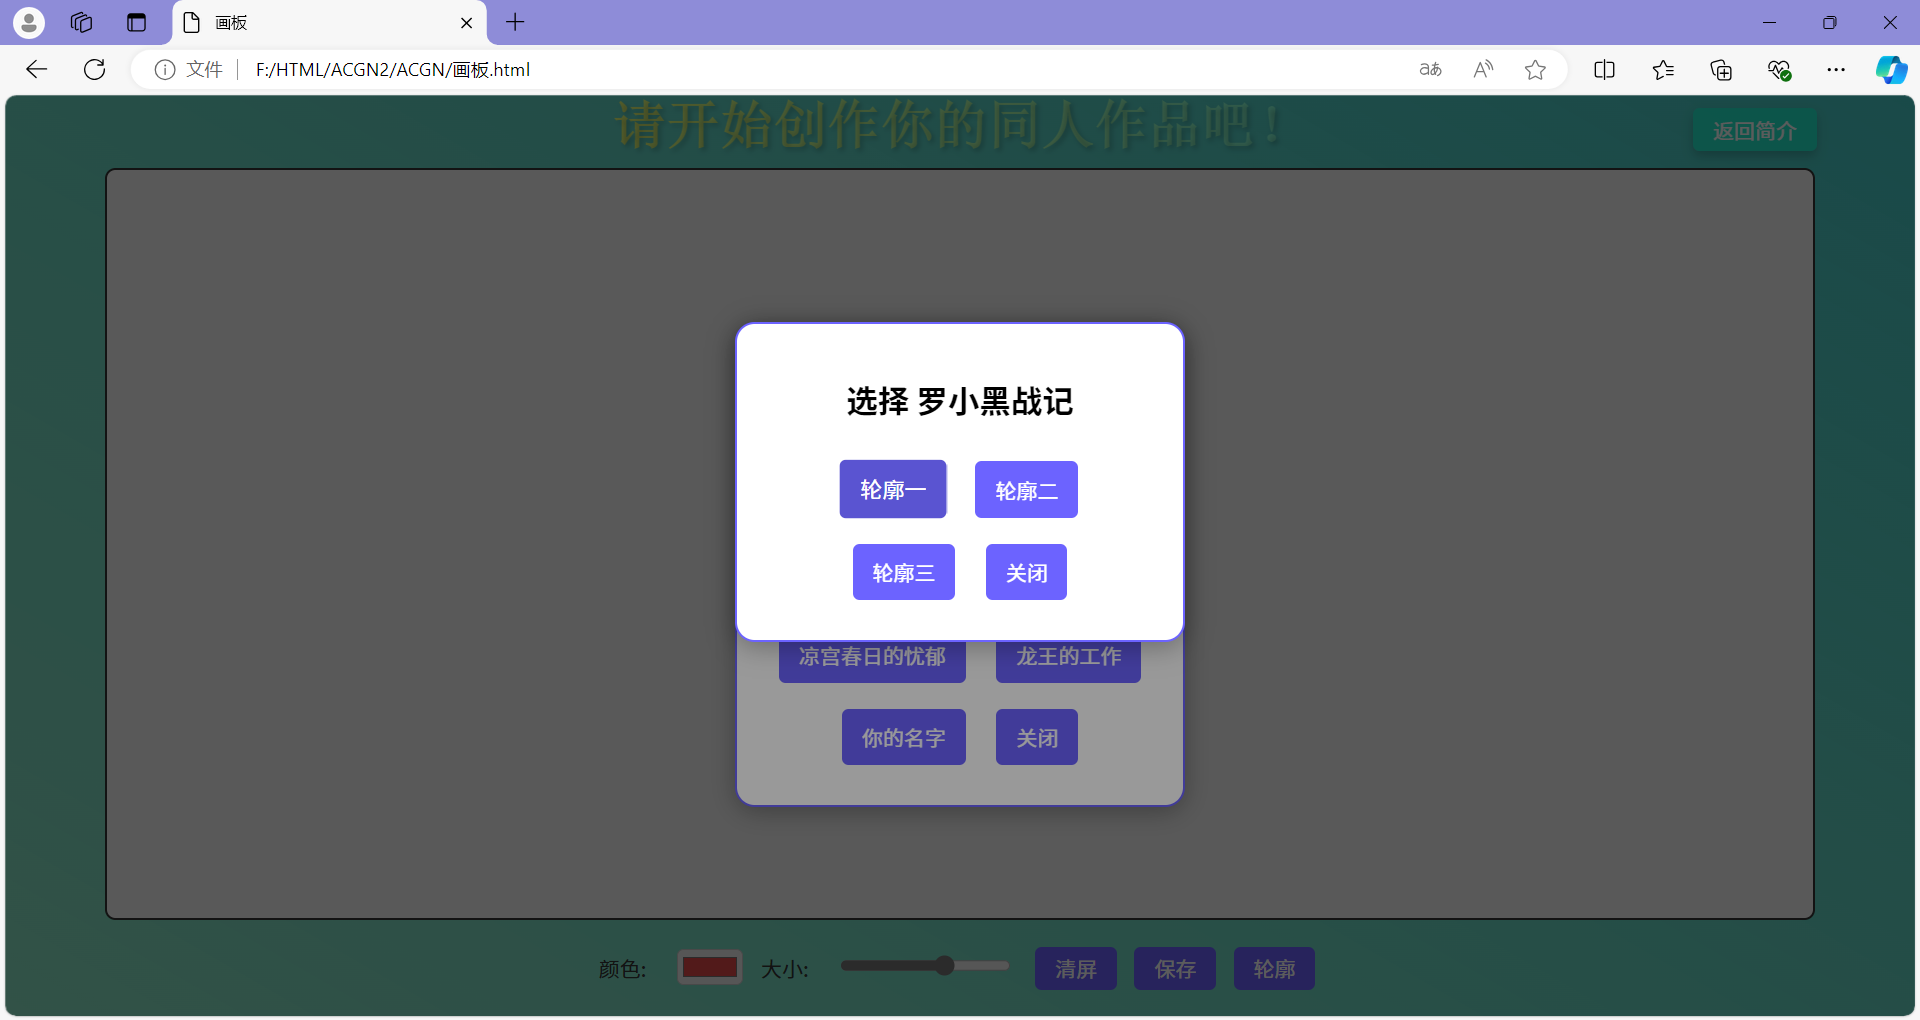 画板
文件
F:/HTML/ACGN2/ACGN/画板.html
请开始创作你的同人作品吧！
返回简介
选择 罗小黑战记
轮廓一 轮廓二
轮廓三 关闭
凉宫春日的忧郁 龙王的工作
你的名字 关闭
颜色: 大小: 清屏 保存 轮廓